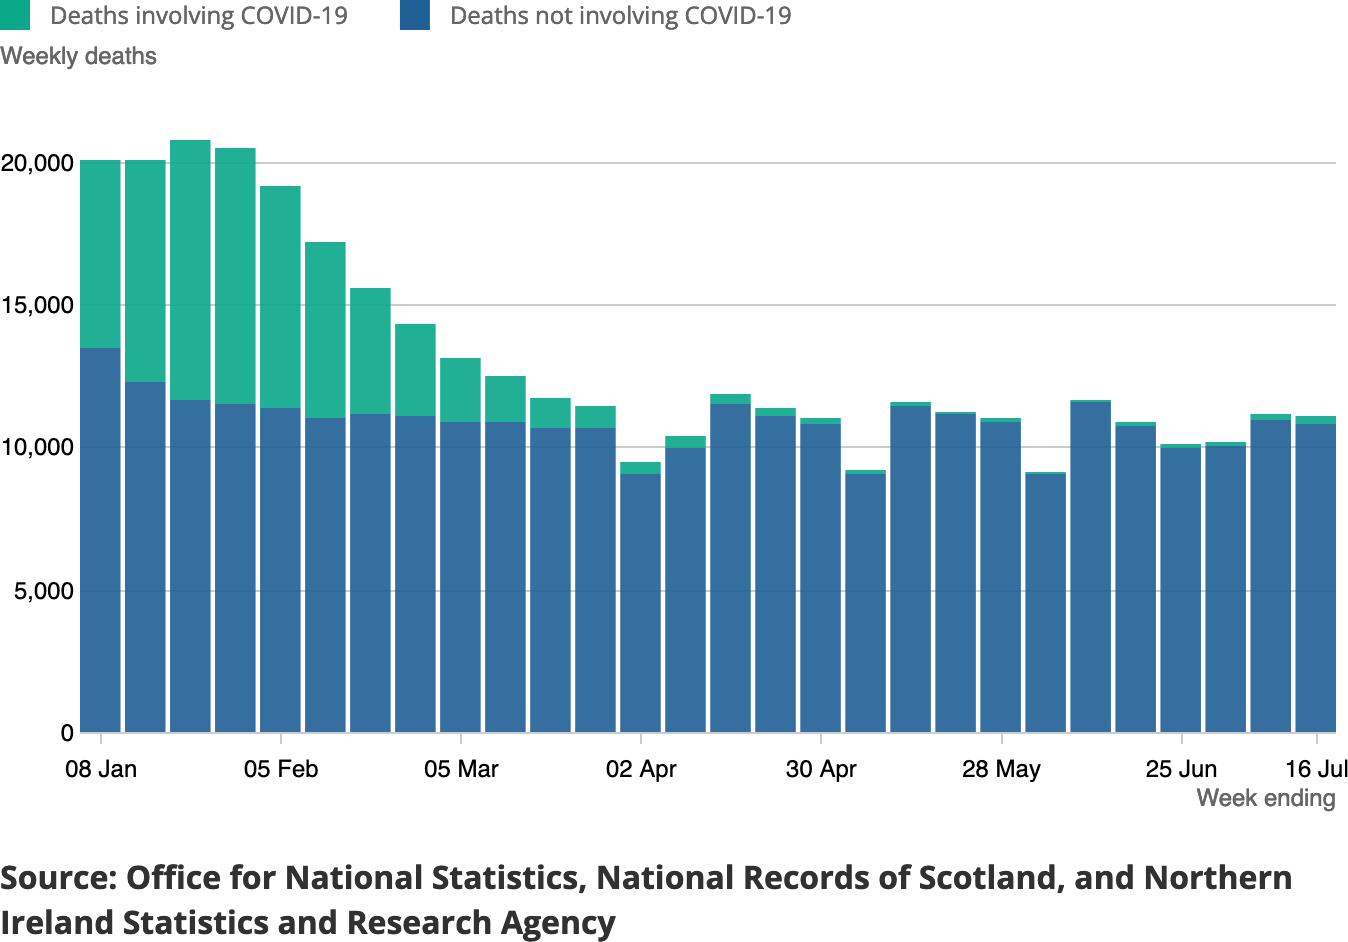 Deaths involving COVID-19 Deaths not involving COVID-19
Weekly deaths
20,000
15,000
10,000
5,000
0
08 Jan 05 Feb 05 Mar 02 Apr 30 Apr 28 May 25 Jun 16 Jul
Week ending
Source: Office for National Statistics, National Records of Scotland, and Northern
Ireland Statistics and Research Agency